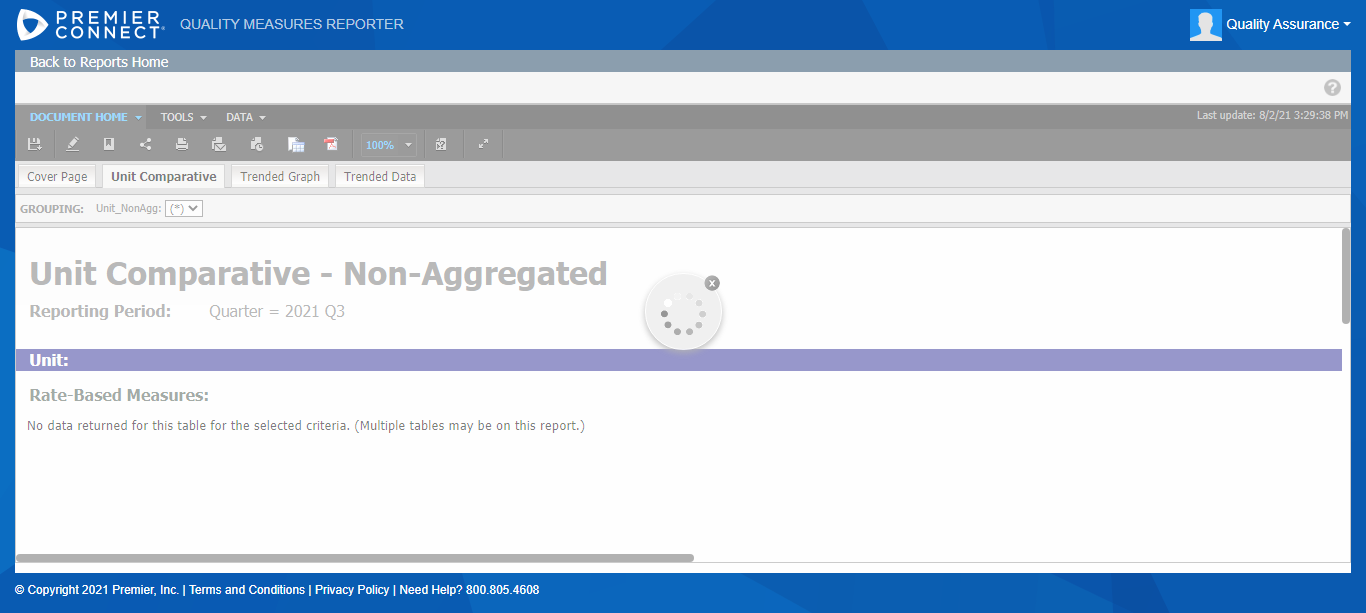 PREMIER
CONNECT® QUALITY MEASURES REPORTER
Quality Assurance
Back to Reports Home
?
DOCUMENT HOME TOOLS DATA
Last update: 8/2/21 3:29:38 PM
100%
Cover Page Unit Comparative Trended Graph Trended Data
GROUPING: Unit_NonAgg: (*)
Unit Comparative - Non-Aggregated
x
Reporting Period: Quarter = 2021 Q3
Unit:
Rate-Based Measures:
No data returned for this table for the selected criteria. (Multiple tables may be on this report.)
© Copyright 2021 Premier, Inc. | Terms and Conditions | Privacy Policy | Need Help? 800.805.4608